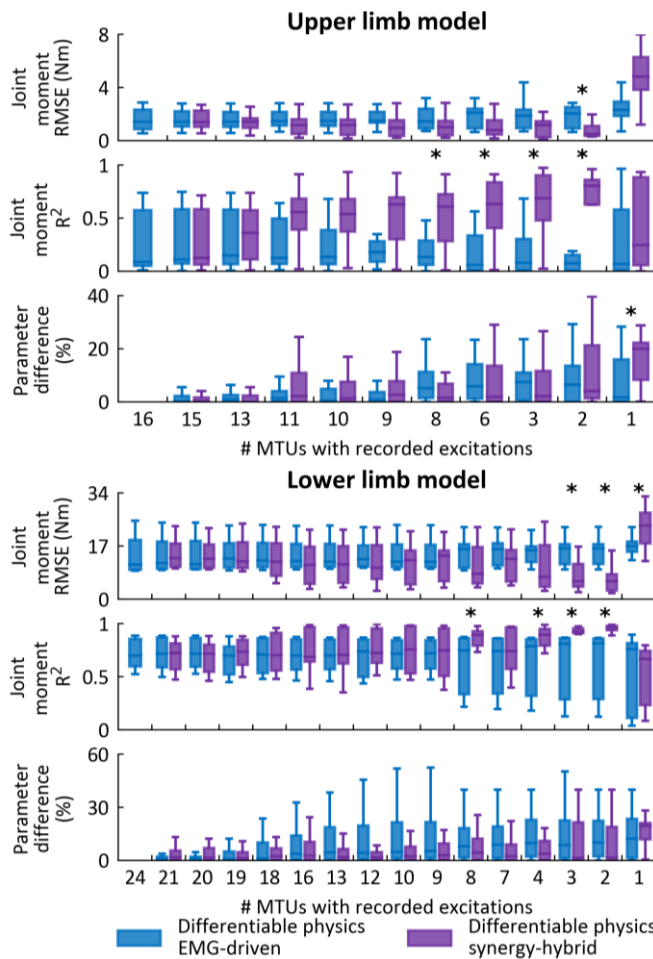 Upper limb model
Joint
moment
RMSE (Nm)
8
4
0
*
Joint
moment
R²
1
0.5
0
* * * *
Parameter
difference
(%)
40
20
0
*
16 15 13 11 10 9 8 6 3 2 1
# MTUs with recorded excitations
Lower limb model
Joint
moment
RMSE (Nm)
34
17
0
* * *
Joint
moment
R²
1
0.5
0
* * * *
Parameter
difference
(%)
60
30
0
24 21 20 19 18 16 13 12 10 9 8 7 4 3 2 1
# MTUs with recorded excitations
Differentiable physics
EMG-driven
Differentiable physics
synergy-hybrid